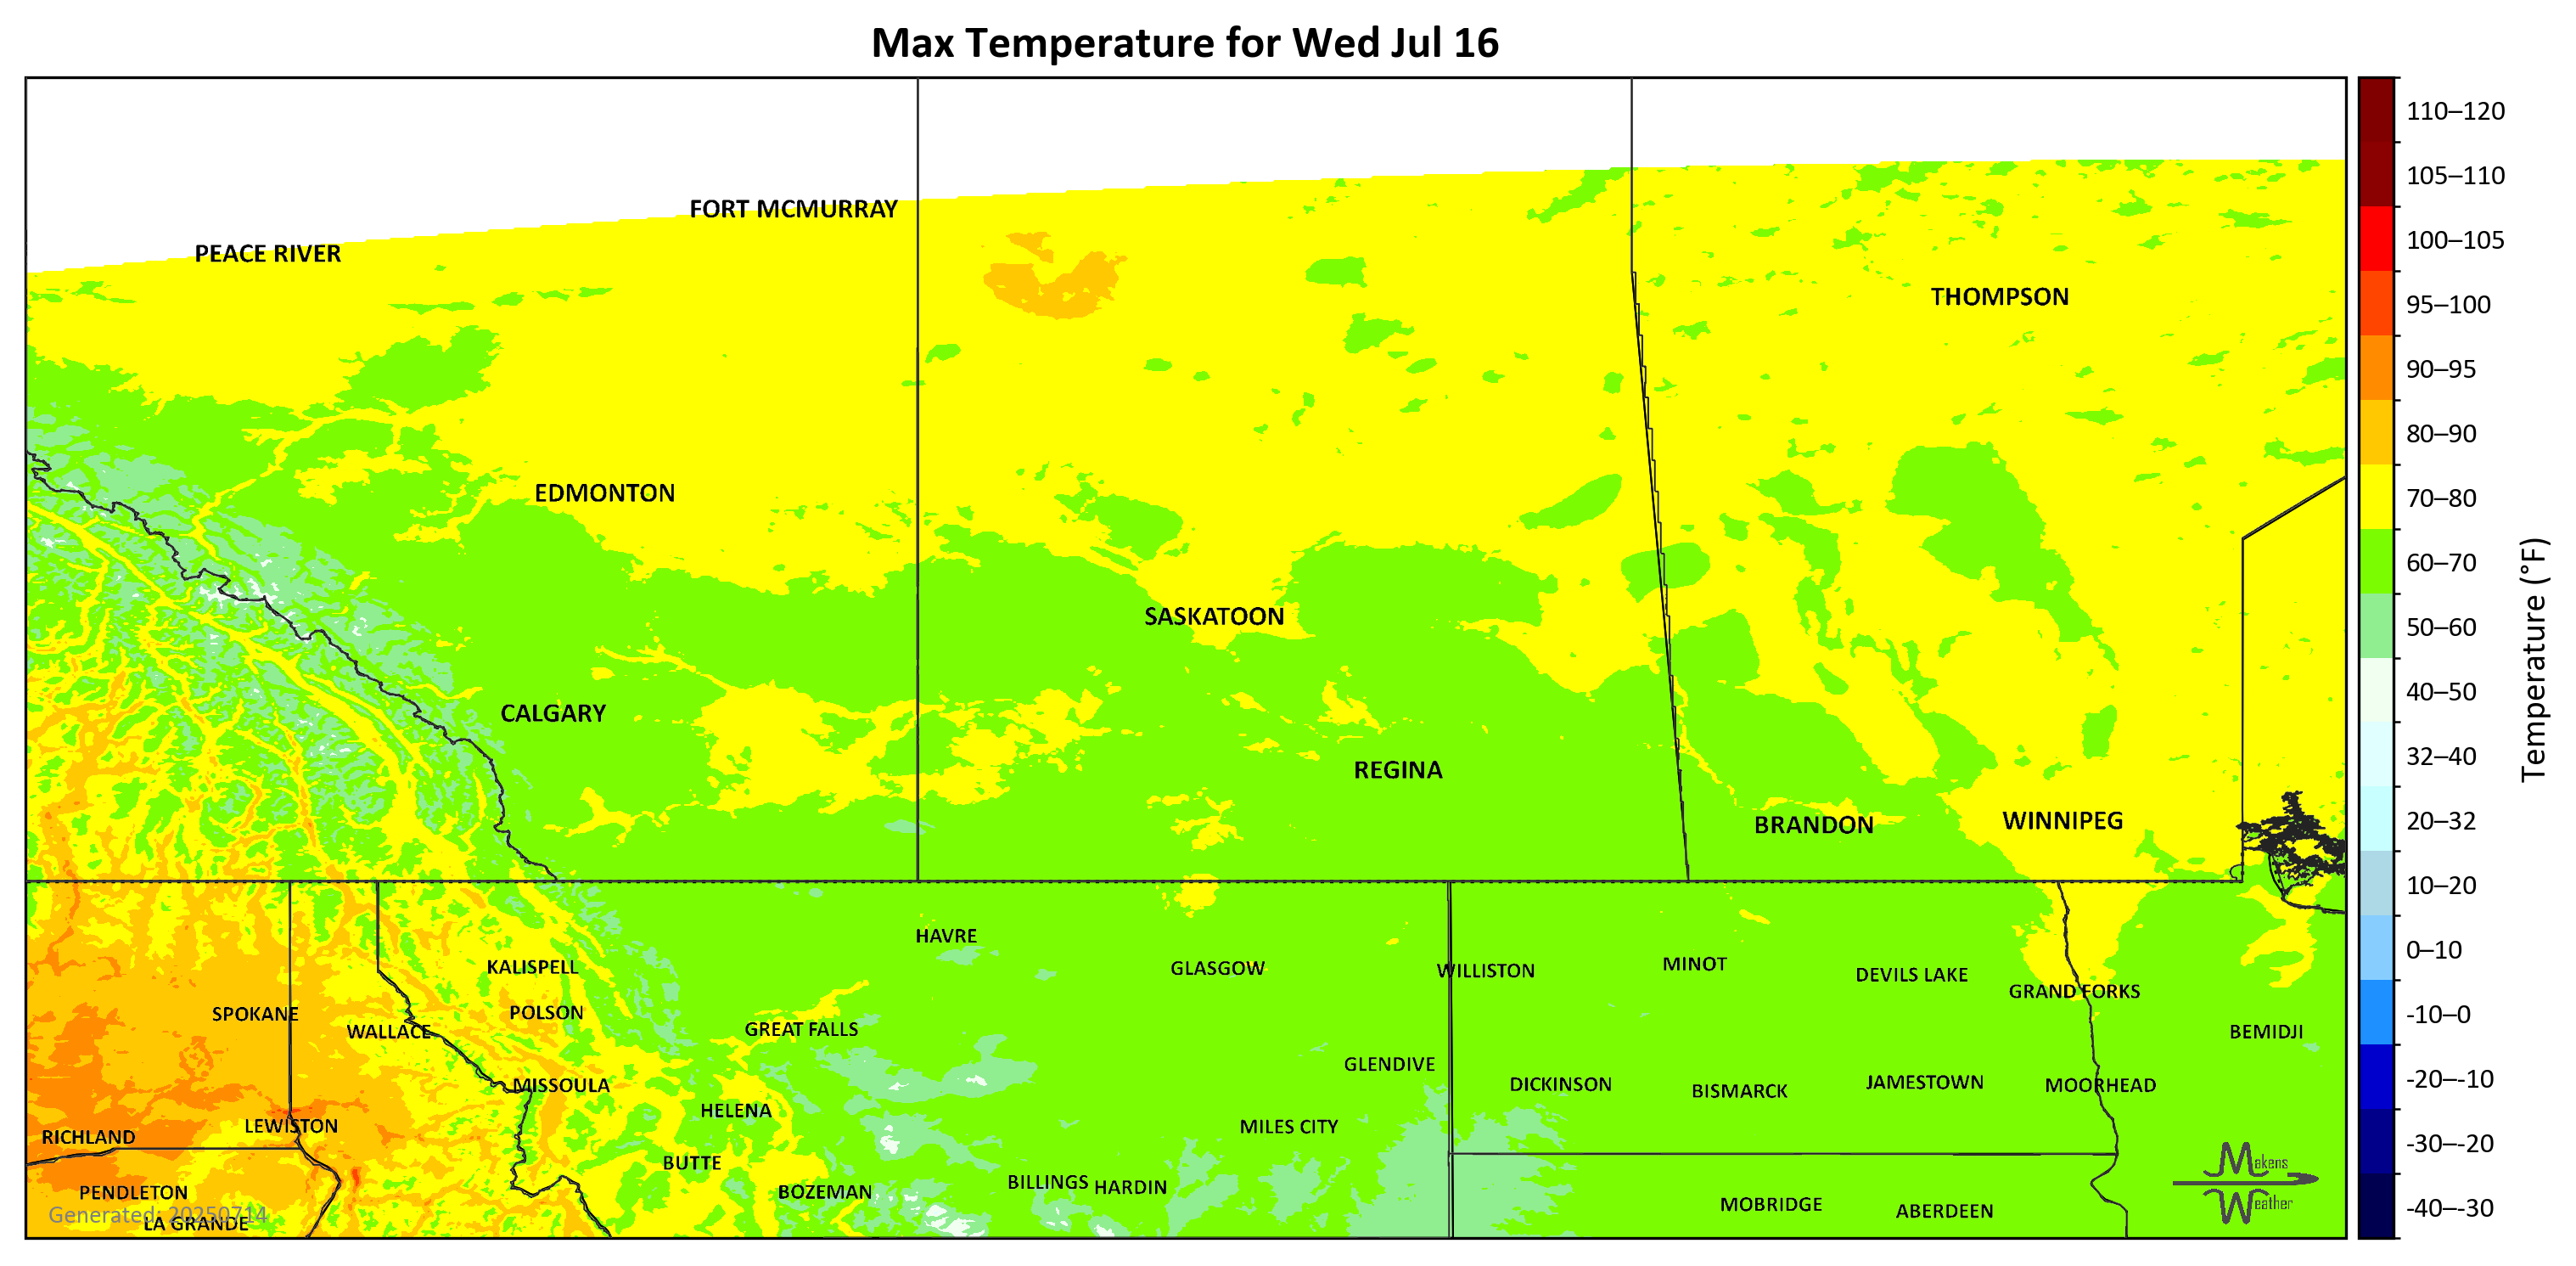 Max Temperature for Wed Jul 16
FORT MCMURRAY
PEACE RIVER
THOMPSON
EDMONTON
SASKATOON
CALGARY
REGINA
BRANDON
WINNIPEG
HAVRE
KALISPELL
GLASGOW
WILLISTON
MINOT
DEVILS LAKE
GRAND FORKS
SPOKANE
POLSON
WALLACE
GREAT FALLS
BEMIDJI
GLENDIVE
MISSOULA
DICKINSON
BISMARCK
JAMESTOWN
MOORHEAD
HELENA
LEWISTON
MILES CITY
RICHLAND
BUTTE
PENDLETON
BOZEMAN
BILLINGS
HARDIN
MOBRIDGE
ABERDEEN
Generated: 20250714
LA GRANDE
Makens
Weather
110–120
105–110
100–105
95–100
90–95
80–90
70–80
60–70
50–60
40–50
32–40
20–32
10–20
0–10
-10–0
-20–-10
-30–-20
-40–-30
Temperature (°F)